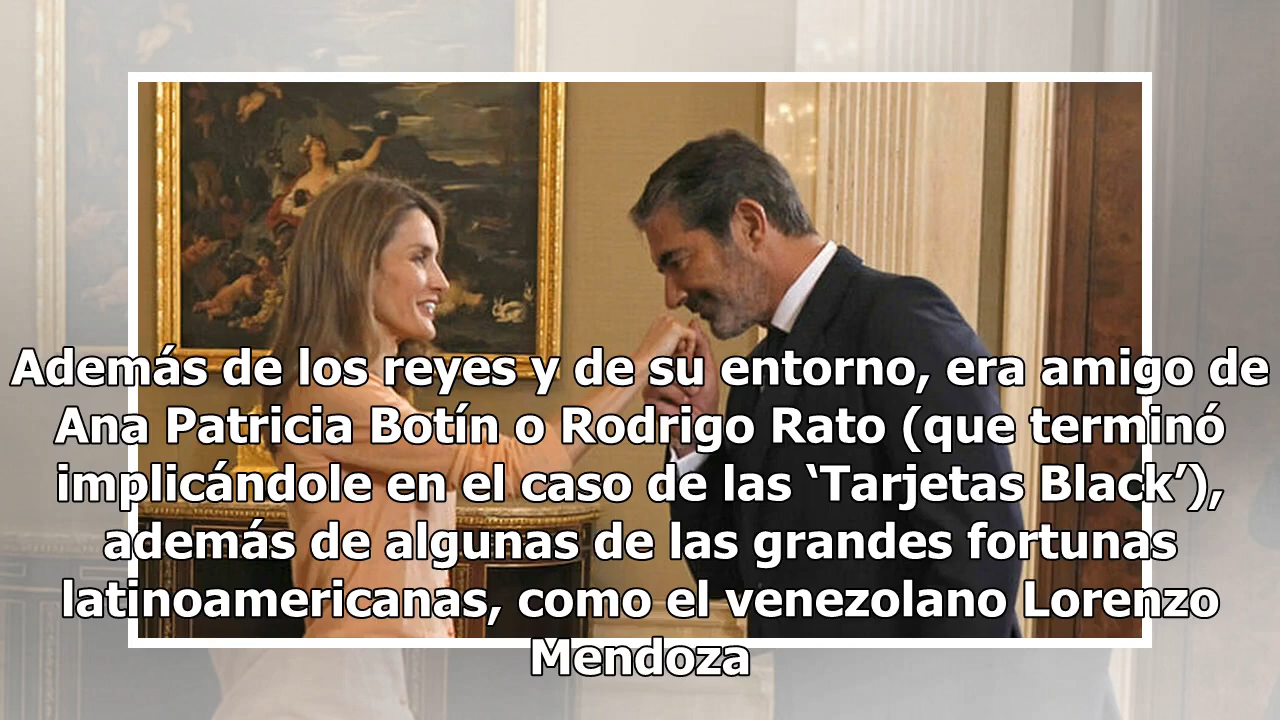 Además de los reyes y de su entorno, era amigo de
Ana Patricia Botín o Rodrigo Rato (que terminó
implicándole en el caso de las ‘Tarjetas Black’),
además de algunas de las grandes fortunas
latinoamericanas, como el venezolano Lorenzo
Mendoza